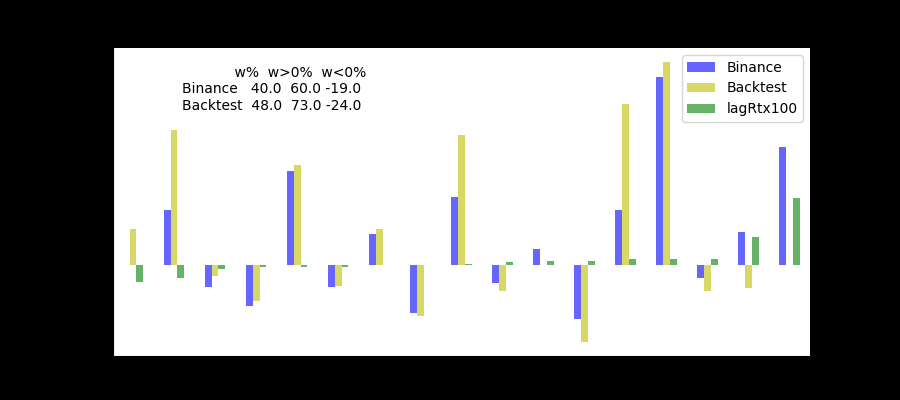 w% w>0% w<0%
Binance 40.0 60.0 -19.0
Backtest 48.0 73.0 -24.0
Binance
Backtest
lagRtx100